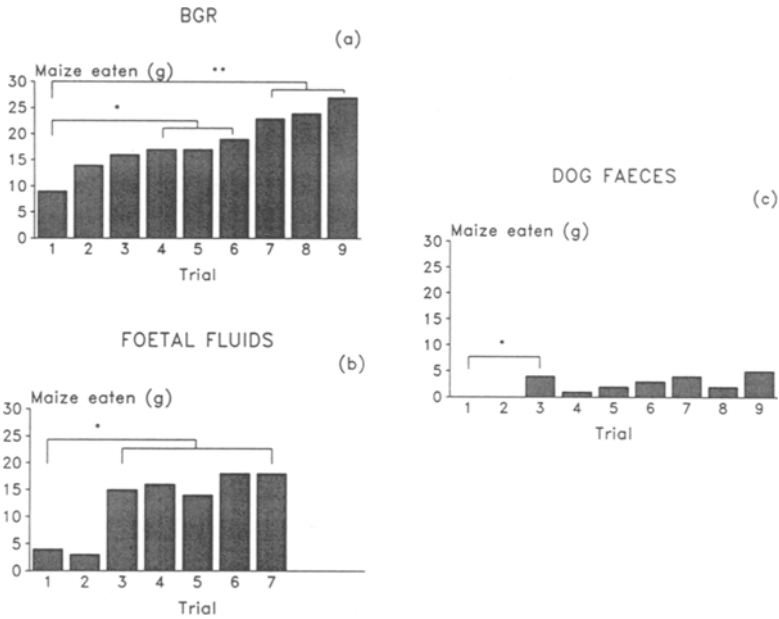 BGR
(a)
Maize eaten (g)
**
*
30
25
20
15
10
5
0
1 2 3 4 5 6 7 8 9
Trial
FOETAL FLUIDS
(b)
Maize eaten (g)
*
30
25
20
15
10
5
0
1 2 3 4 5 6 7
Trial
DOG FAECES
(c)
Maize eaten (g)
30
25
20
15
10
5
0
*
1 2 3 4 5 6 7 8 9
Trial